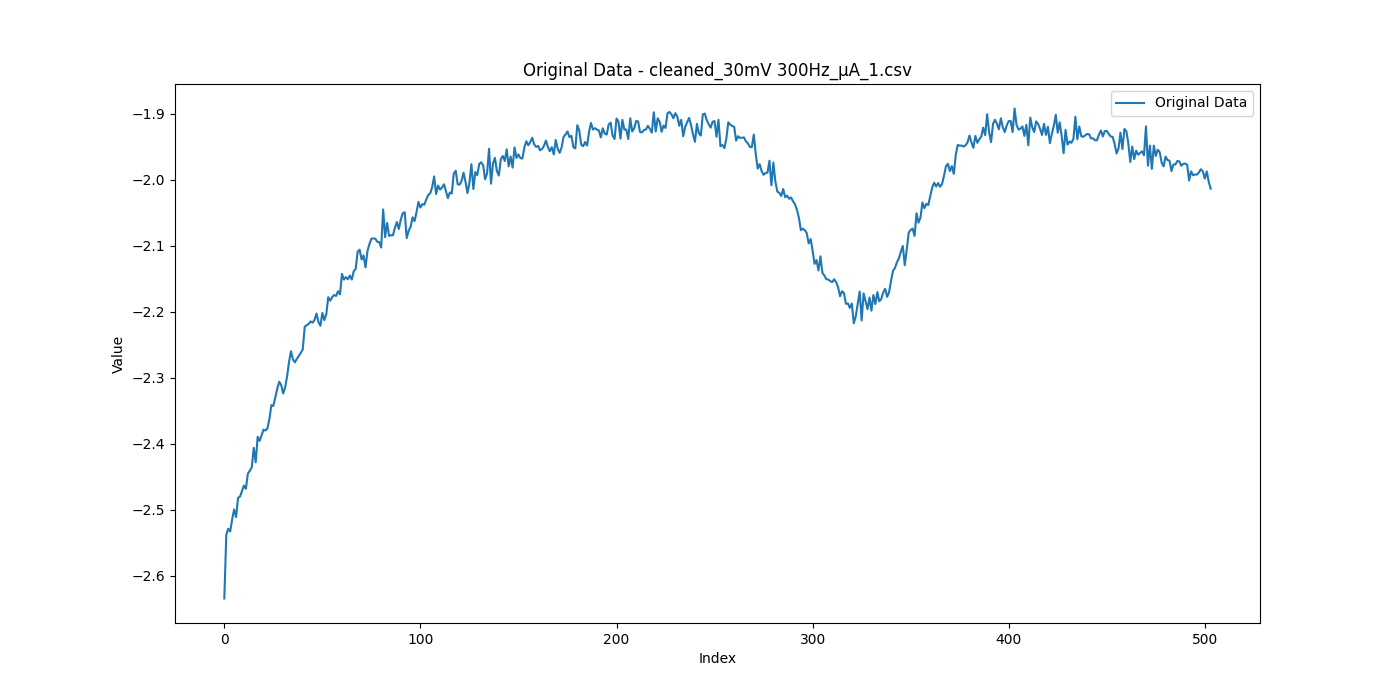 Original Data - cleaned_30mV 300Hz_μA_1.csv
Original Data
−1.9
−2.0
−2.1
−2.2
−2.3
−2.4
−2.5
−2.6
Value
0 100 200 300 400 500
Index